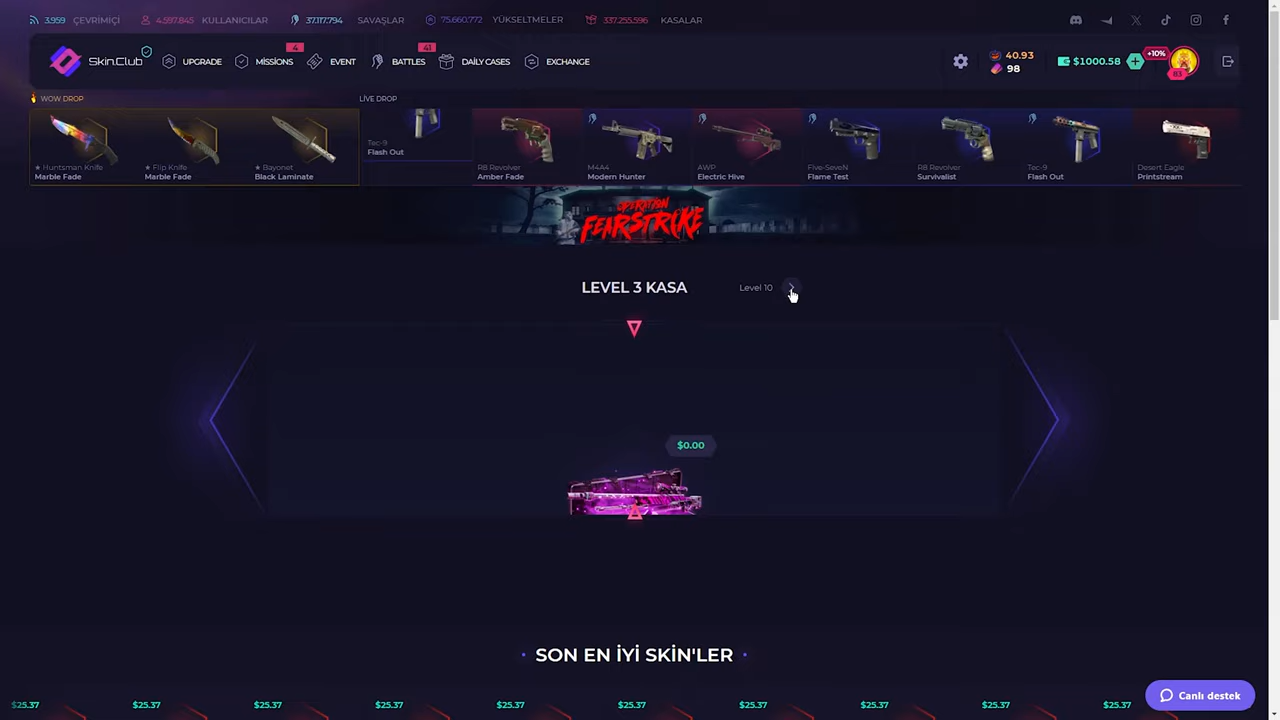 3.959 ÇEVRİMİÇİ 4.597.845 KULLANICILAR 37.117.794 SAVAŞLAR 75.660.772 YÜKSELTMELER 337.255.596 KASALAR
Skin.Club UPGRADE 4 MISSIONS EVENT BATTLES 41 DAILY CASES EXCHANGE 40.93 98 $1000.58 +10% 83
WOW DROP LİVE DROP
★ Huntsman Knife
Marble Fade
★ Flip Knife
Marble Fade
★ Bayonet
Black Laminate
Tec-9
Flash Out
R8 Revolver
Amber Fade
M4A4
Modern Hunter
AWP
Electric Hive
Five-SeveN
Flame Test
R8 Revolver
Survivalist
Tec-9
Flash Out
Desert Eagle
Printstream
OPERATION
FEARSTRIKE
LEVEL 3 KASA Level 10
$0.00
SON EN İYİ SKİN'LER
Canlı destek
$25.37 $25.37 $25.37 $25.37 $25.37 $25.37 $25.37 $25.37 $25.37 $25.37